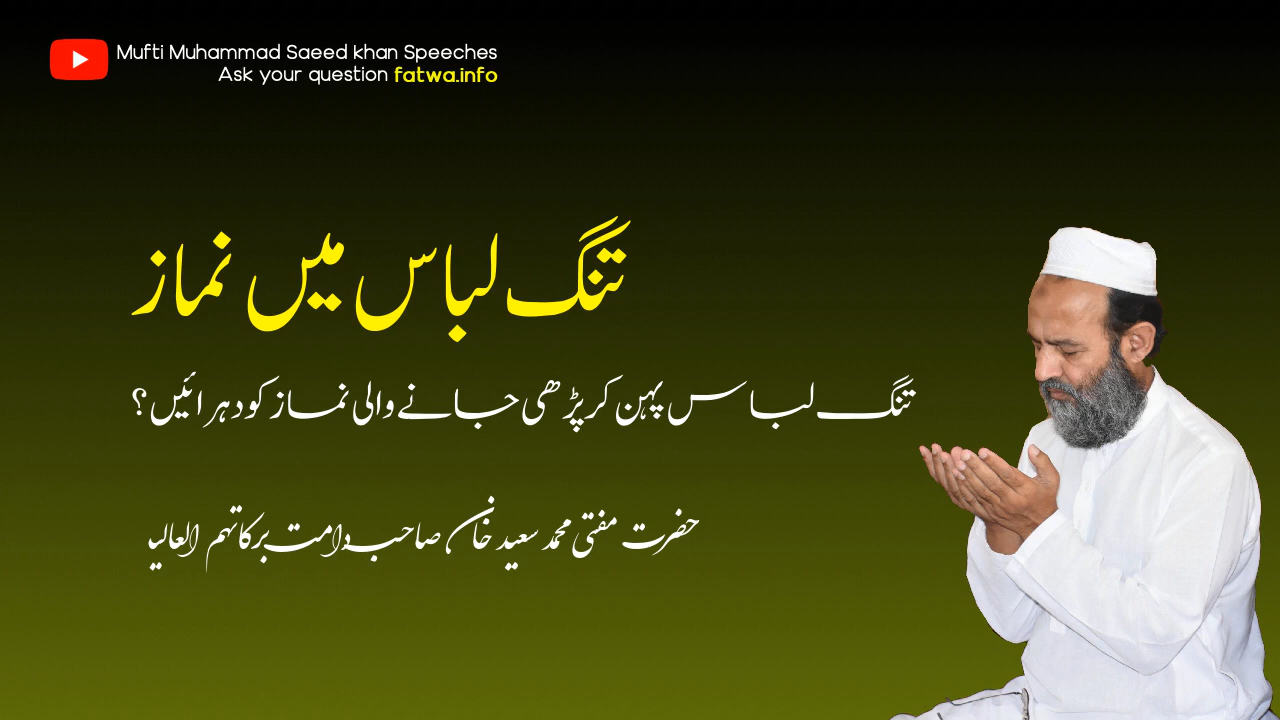 Mufti Muhammad Saeed khan Speeches
Ask your question fatwa.info
تنگ لباس میں نماز
تنگ لباس پہن کر پڑھی جانے والی نماز کو دہرائیں؟
حضرت مفتی محمد سعید خان صاحب دامت برکاتہم العالیہ